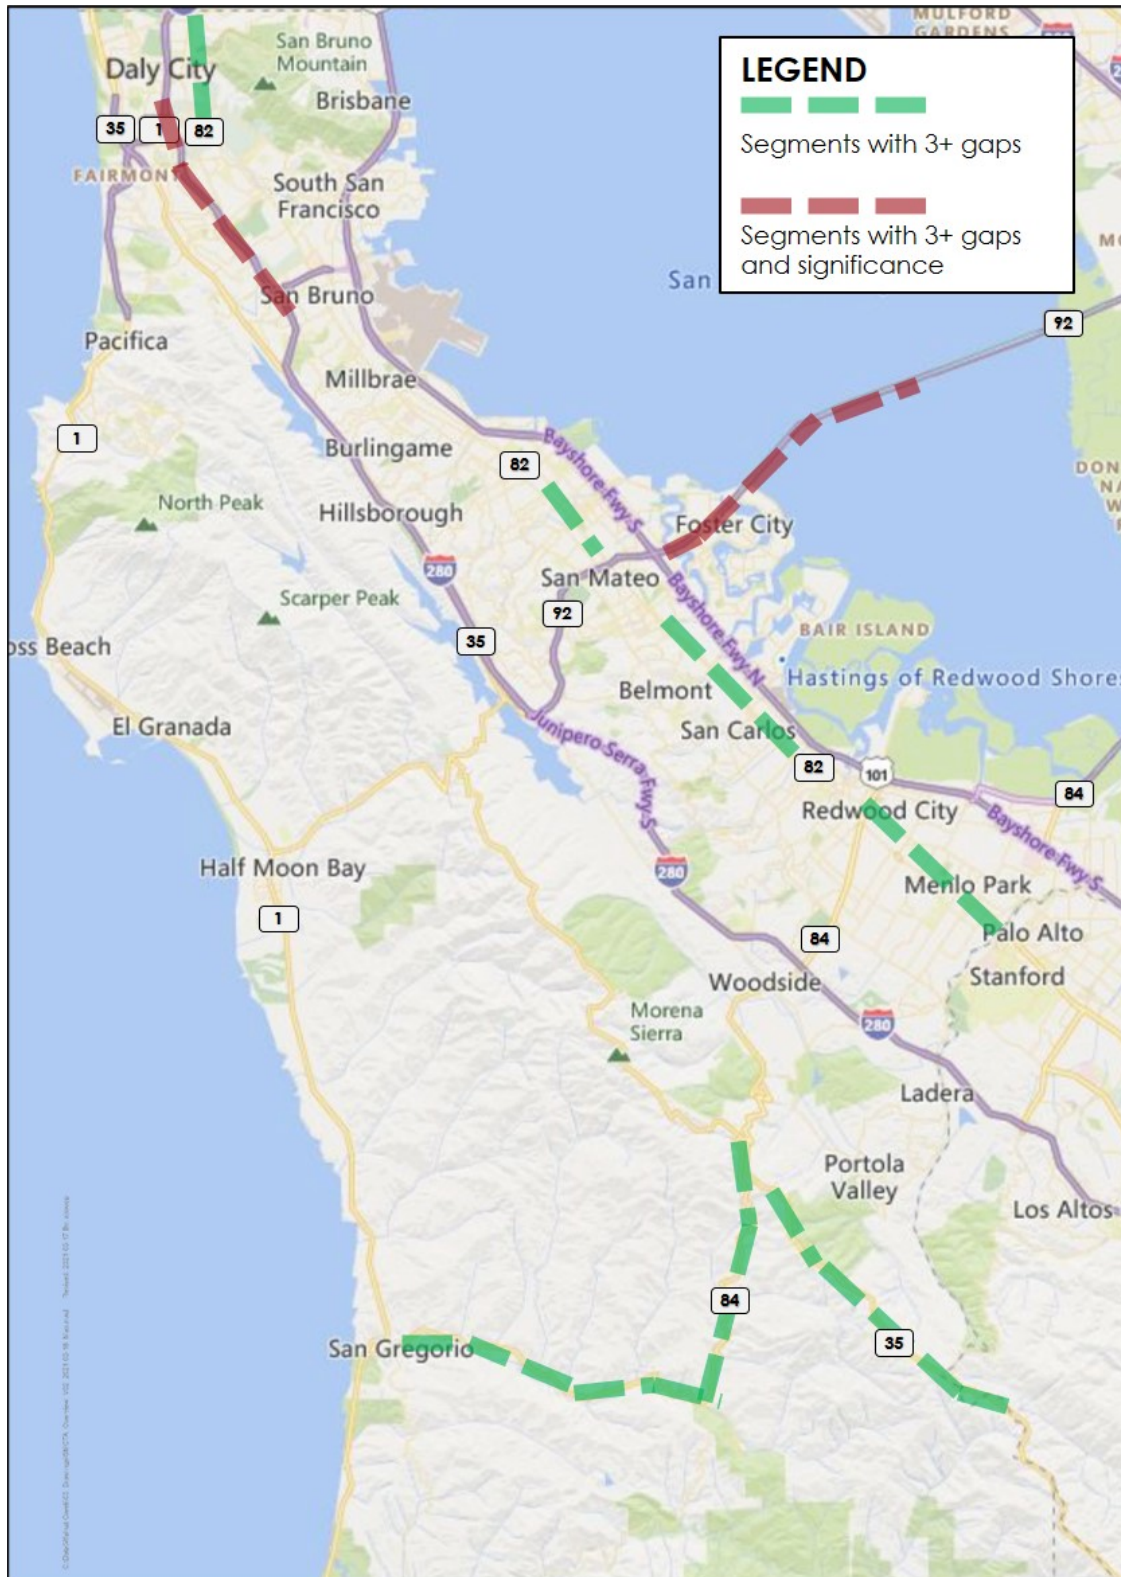 MULFORD
GARDENS
San Bruno
Mountain
Daly City
Brisbane
LEGEND
Segments with 3+ gaps
Segments with 3+ gaps
and significance
35
1
82
FAIRMONT
South San
Francisco
San
San Bruno
92
Pacifica
Millbrae
1
Burlingame
82
Bayshore Fwy S
North Peak
Hillsborough
Foster City
280
San Mateo
Scarper Peak
92
Bayshore Fwy N
BAIR ISLAND
oss Beach
35
Hastings of Redwood Shores
Belmont
El Granada
San Carlos
Junipero Serra Fwy S
82
101
84
Redwood City
Bayshore Fwy S
Half Moon Bay
280
Menlo Park
1
84
Palo Alto
Woodside
Stanford
Morena
Sierra
280
Ladera
Portola
Valley
Los Altos
84
San Gregorio
35